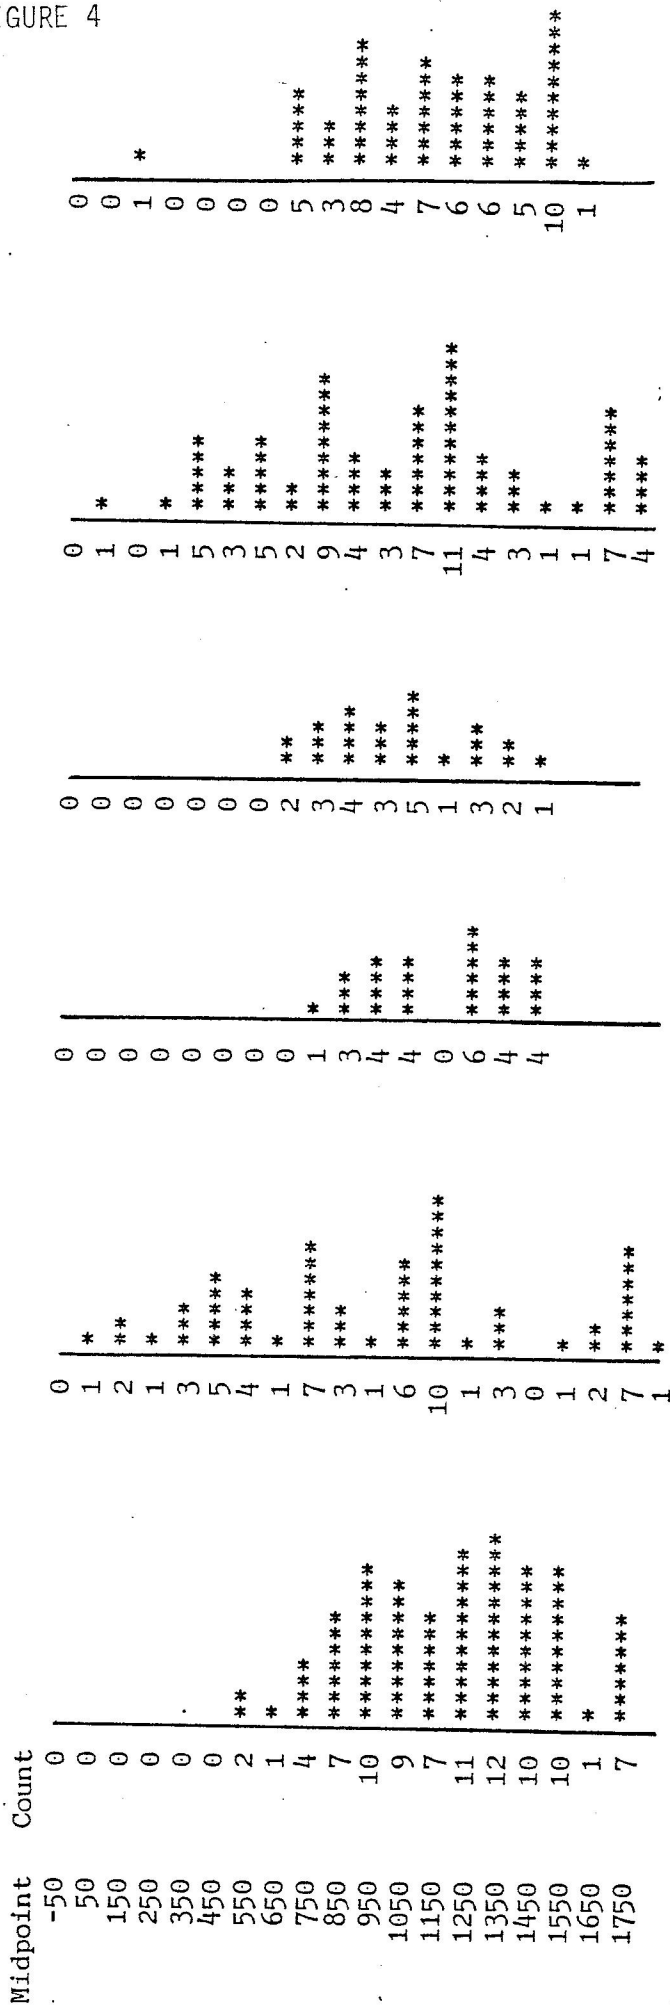 GURE 4
Midpoint Count
-50 0 0 0 0 0 0
50 0 1 * 0 0 1 * 0
150 0 2 ** 0 0 0 1 *
250 0 1 * 0 0 1 * 0
350 0 3 *** 0 0 5 ***** 0
450 0 5 ***** 0 0 3 *** 0
550 2 ** 4 **** 0 0 5 ***** 0
650 1 * 1 * 0 2 ** 2 ** 5 *****
750 4 **** 7 ******* 1 * 3 *** 9 ********* 3 ***
850 7 ******* 3 *** 3 *** 4 **** 4 **** 8 ********
950 10 ********** 1 * 4 **** 3 *** 3 *** 4 ****
1050 9 ********* 6 ****** 4 **** 5 ***** 7 ******* 7 *******
1150 7 ******* 10 ********** 0 1 * 11 *********** 6 ******
1250 11 *********** 1 * 6 ****** 3 *** 4 **** 6 ******
1350 12 ************ 3 *** 4 **** 2 ** 3 *** 5 *****
1450 10 ********** 0 4 **** 1 * 1 * 10 **********
1550 10 ********** 1 * 1 * 1 *
1650 1 * 2 ** 7 *******
1750 7 ******* 7 ******* 4 ****
1 *